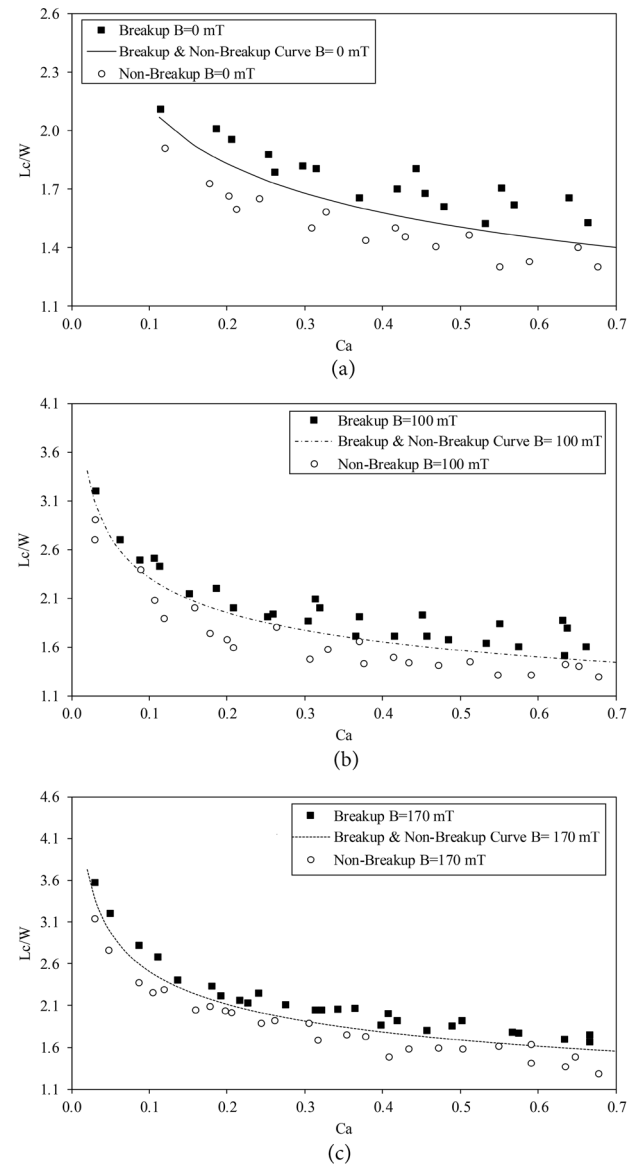 2.6
2.3
2.0
1.7
1.4
1.1
Lc/W
Breakup B=0 mT
Breakup & Non-Breakup Curve B= 0 mT
Non-Breakup B=0 mT
0.0 0.1 0.2 0.3 0.4 0.5 0.6 0.7
Ca
(a)
4.1
3.6
3.1
2.6
2.1
1.6
1.1
Lc/W
Breakup B=100 mT
Breakup & Non-Breakup Curve B= 100 mT
Non-Breakup B=100 mT
0.0 0.1 0.2 0.3 0.4 0.5 0.6 0.7
Ca
(b)
4.6
4.1
3.6
3.1
2.6
2.1
1.6
1.1
Lc/W
Breakup B=170 mT
Breakup & Non-Breakup Curve B= 170 mT
Non-Breakup B=170 mT
0.0 0.1 0.2 0.3 0.4 0.5 0.6 0.7
Ca
(c)